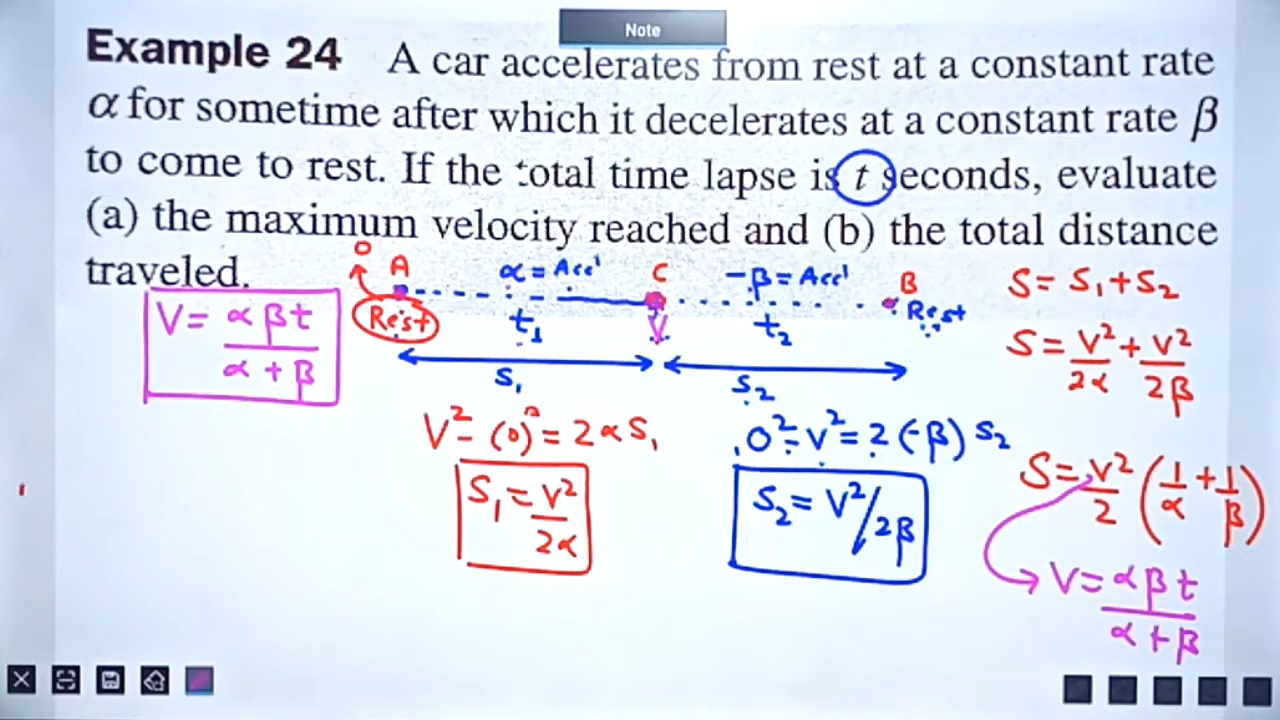 Note
Example 24 A car accelerates from rest at a constant rate
α for sometime after which it decelerates at a constant rate β
to come to rest. If the total time lapse is t seconds, evaluate
(a) the maximum velocity reached and (b) the total distance
traveled.
0 A α = Accⁿ C -β = Accⁿ B
Rest t₁ V t₂ Rest
S₁ S₂
V = αβt / α + β
V² - (0)² = 2αS₁
S₁ = V² / 2α
0² - V² = 2(-β) S₂
S₂ = V²/2β
S = S₁ + S₂
S = V²/2α + V²/2β
S = V²/2 (1/α + 1/β)
V = αβt / α + β